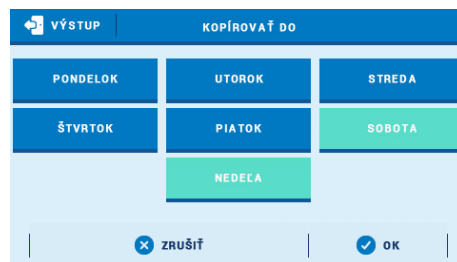 VÝSTUP KOPÍROVAŤ DO
PONDELOK UTOROK STREDA
ŠTVRTOK PIATOK SOBOTA
NEDEĽA
ZRUŠIŤ OK